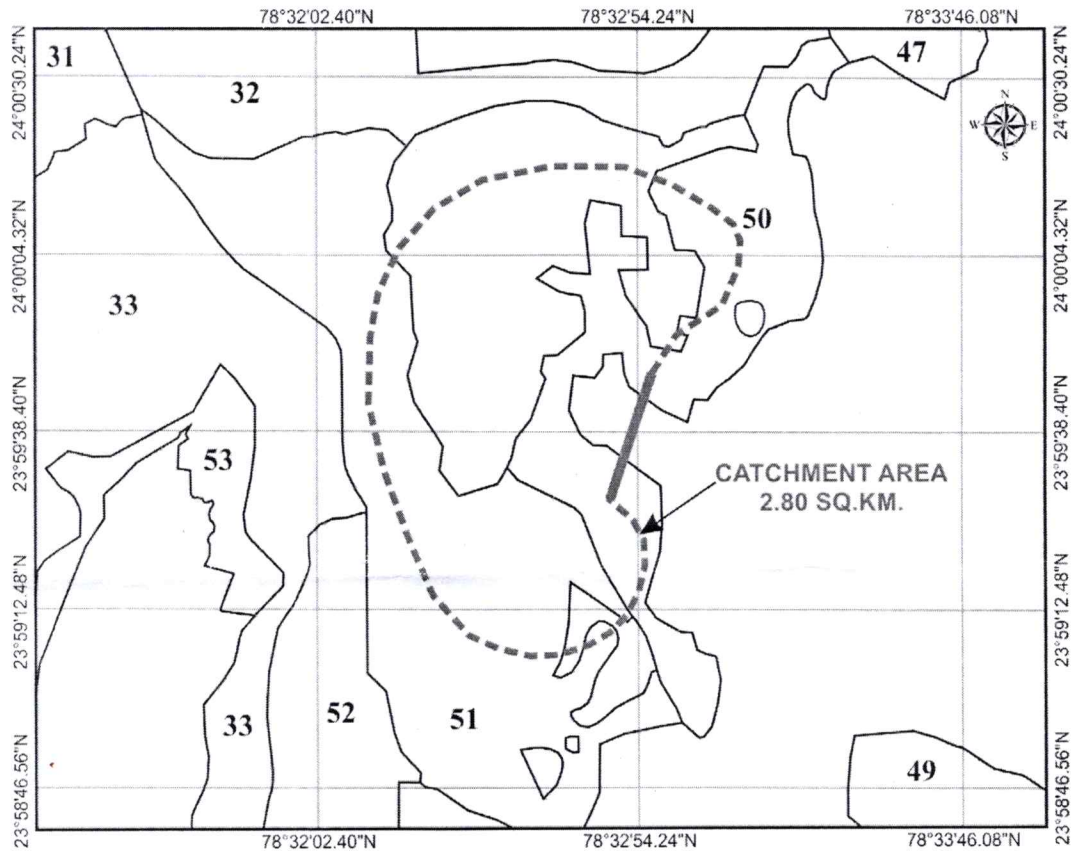 78°32'02.40"N 78°32'54.24"N 78°33'46.08"N
24°00'30.24"N
24°00'04.32"N
23°59'38.40"N
23°59'12.48"N
23°58'46.56"N
31
32
47
N
W E
S
50
33
53
CATCHMENT AREA
2.80 SQ.KM.
33
52
51
49
24°00'30.24"N
24°00'04.32"N
23°59'38.40"N
23°59'12.48"N
23°58'46.56"N
78°32'02.40"N 78°32'54.24"N 78°33'46.08"N